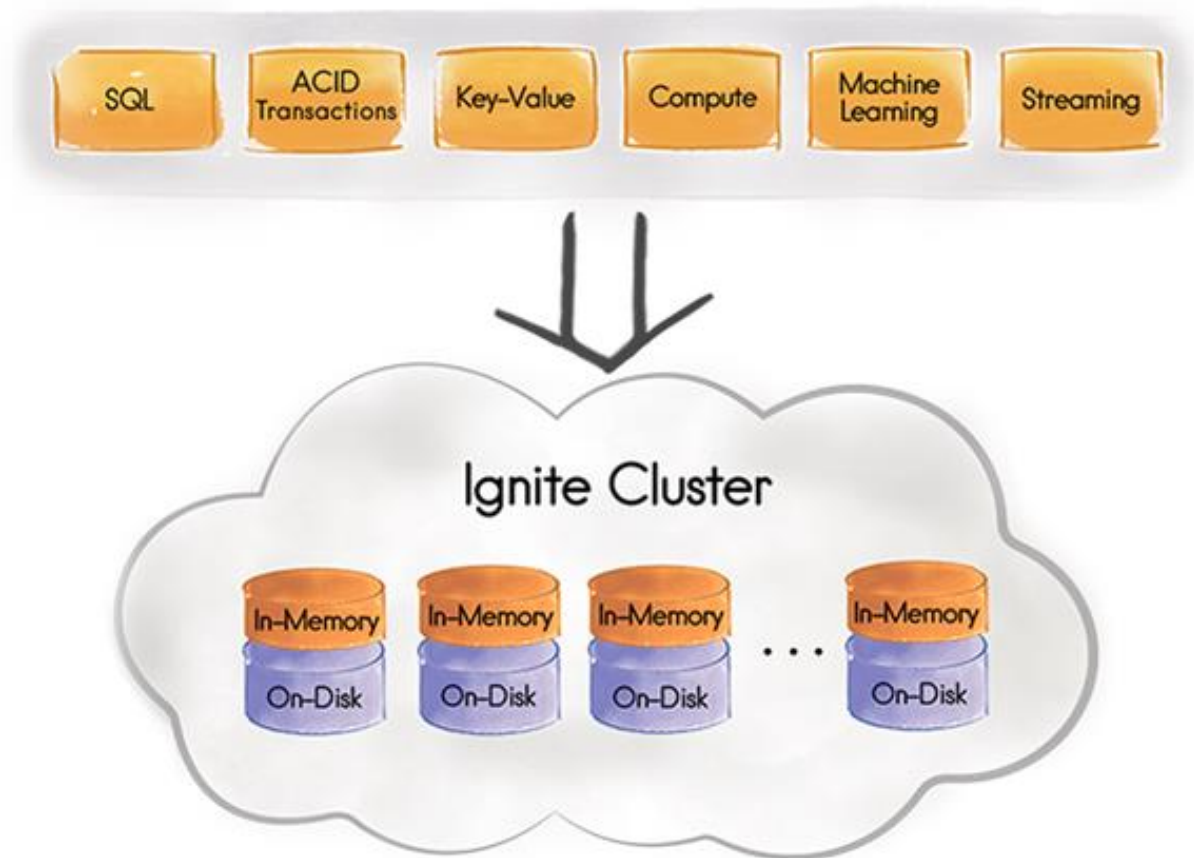 SQL
ACID
Transactions
Key-Value
Compute
Machine
Learning
Streaming
Ignite Cluster
In-Memory
In-Memory
In-Memory
In-Memory
...
On-Disk
On-Disk
On-Disk
On-Disk